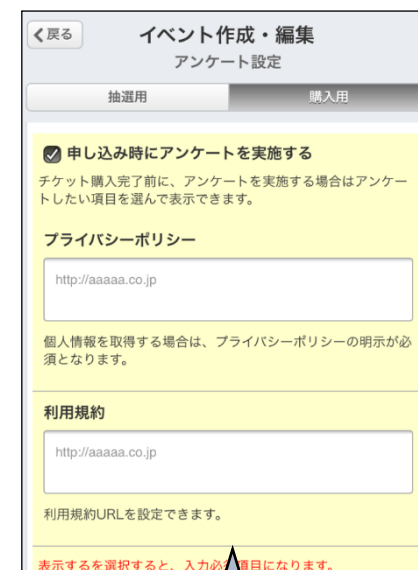 戻る
イベント作成・編集
アンケート設定
抽選用
購入用
申し込み時にアンケートを実施する
チケット購入完了前に、アンケートを実施する場合はアンケー
トしたい項目を選んで表示できます。
プライバシーポリシー
http://aaaaa.co.jp
個人情報を取得する場合は、プライバシーポリシーの明示が必
須となります。
利用規約
http://aaaaa.co.jp
利用規約URLを設定できます。
表示するを選択すると、入力必 項目になります。